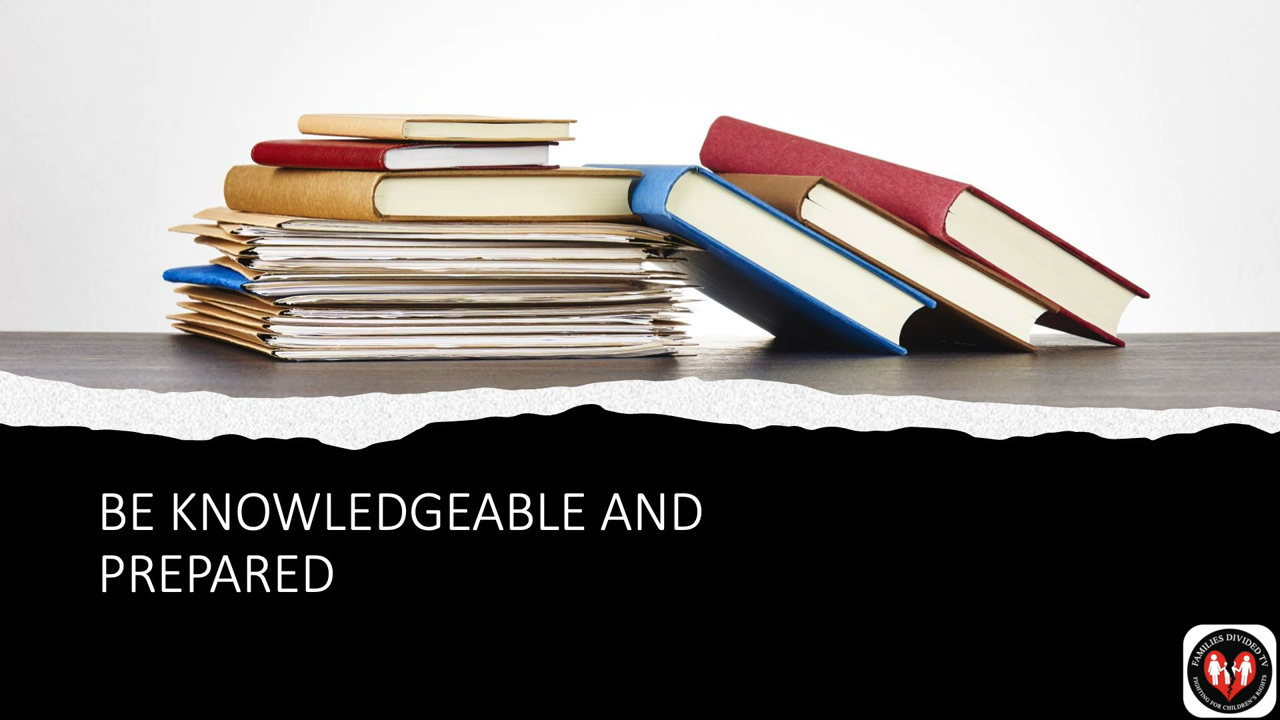 BE KNOWLEDGEABLE AND
PREPARED
FAMILIES DIVIDED TV
FIGHTING FOR CHILDREN'S RIGHTS